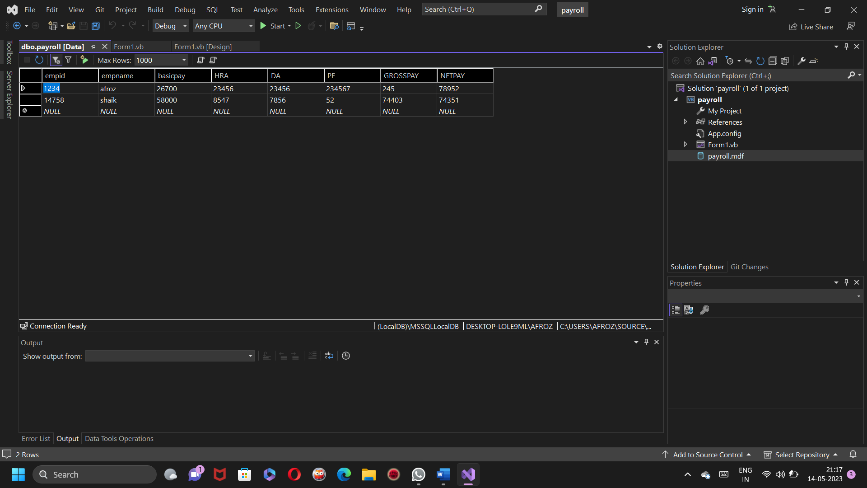 File Edit View Git Project Build Debug SQL Test Analyze Tools Extensions Window Help Search (Ctrl+Q) payroll Sign in
Debug Any CPU Start Live Share
dbo.payroll [Data] Form1.vb Form1.vb [Design]
Max Rows: 1000
empid empname basicpay HRA DA PF GROSSPAY NETPAY
1234 afroz 26700 23456 23456 234567 245 78952
14758 shaik 58000 8547 7856 52 74403 74351
NULL NULL NULL NULL NULL NULL NULL NULL
Toolbox
Server Explorer
Connection Ready (LocalDB)\MSSQLLocalDB DESKTOP-LOLE9ML\AFROZ C:\USERS\AFROZ\SOURCE\...
Output
Show output from:
Error List Output Data Tools Operations
Solution Explorer
Search Solution Explorer (Ctrl+;)
Solution 'payroll' (1 of 1 project)
payroll
My Project
References
App.config
Form1.vb
payroll.mdf
Solution Explorer Git Changes
Properties
2 Rows Add to Source Control Select Repository
Search 1 ENG IN 21:17 14-05-2023 3